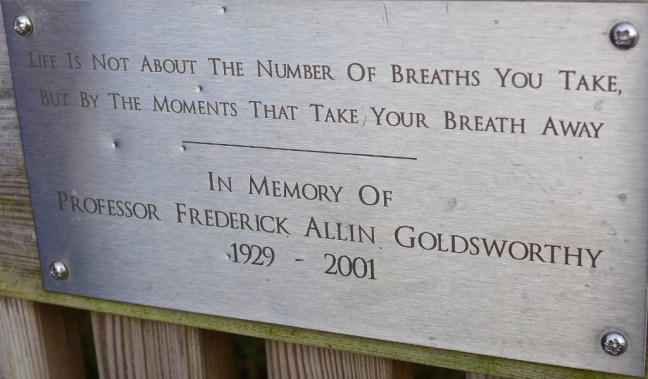 Life Is Not About The Number Of Breaths You Take,
But By The Moments That Take Your Breath Away
In Memory Of
Professor Frederick Allin Goldsworthy
1929 - 2001